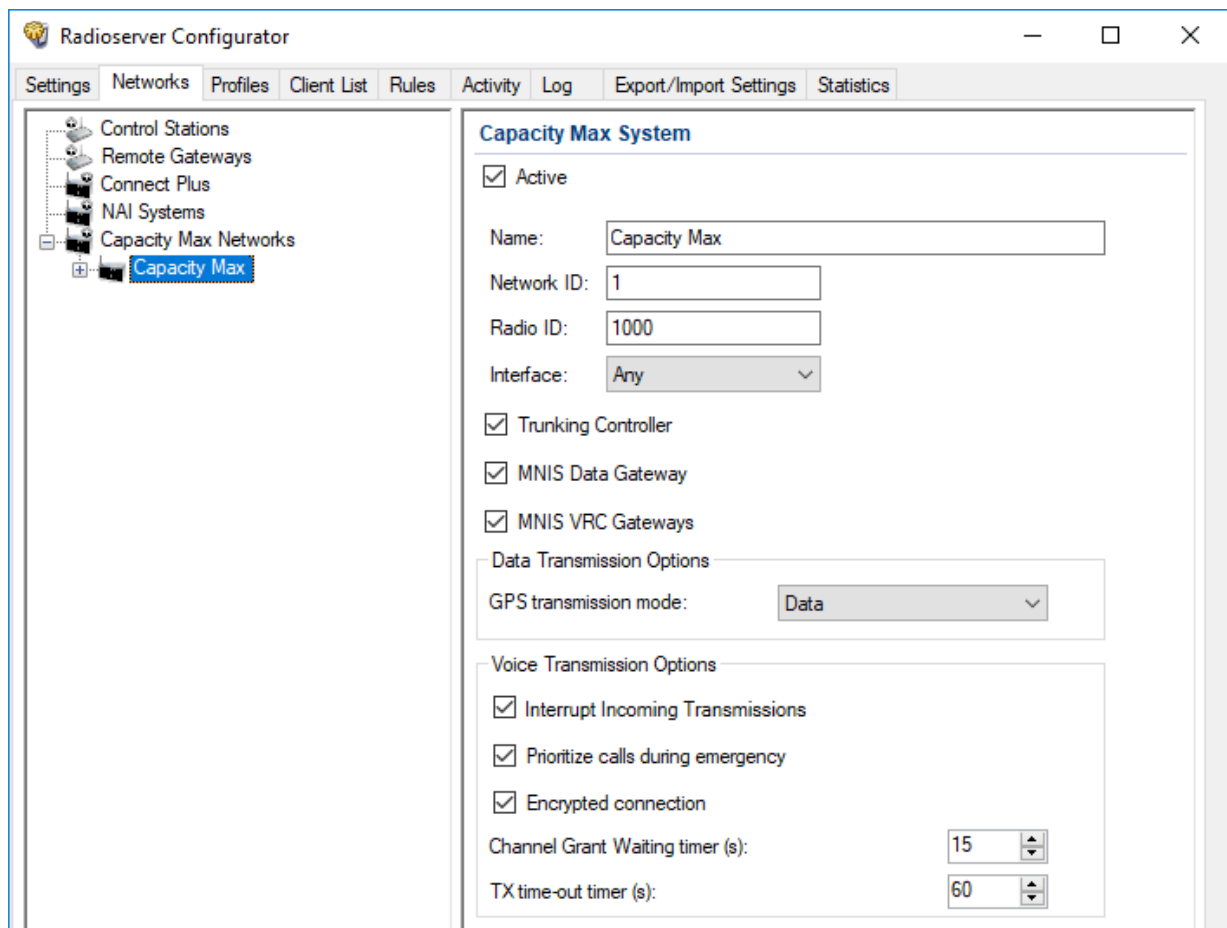 Radioserver Configurator
Settings Networks Profiles Client List Rules Activity Log Export/Import Settings Statistics
Control Stations
Remote Gateways
Connect Plus
NAI Systems
Capacity Max Networks
Capacity Max
Capacity Max System
Active
Name: Capacity Max
Network ID: 1
Radio ID: 1000
Interface: Any
Trunking Controller
MNIS Data Gateway
MNIS VRC Gateways
Data Transmission Options
GPS transmission mode: Data
Voice Transmission Options
Interrupt Incoming Transmissions
Prioritize calls during emergency
Encrypted connection
Channel Grant Waiting timer (s): 15
TX time-out timer (s): 60